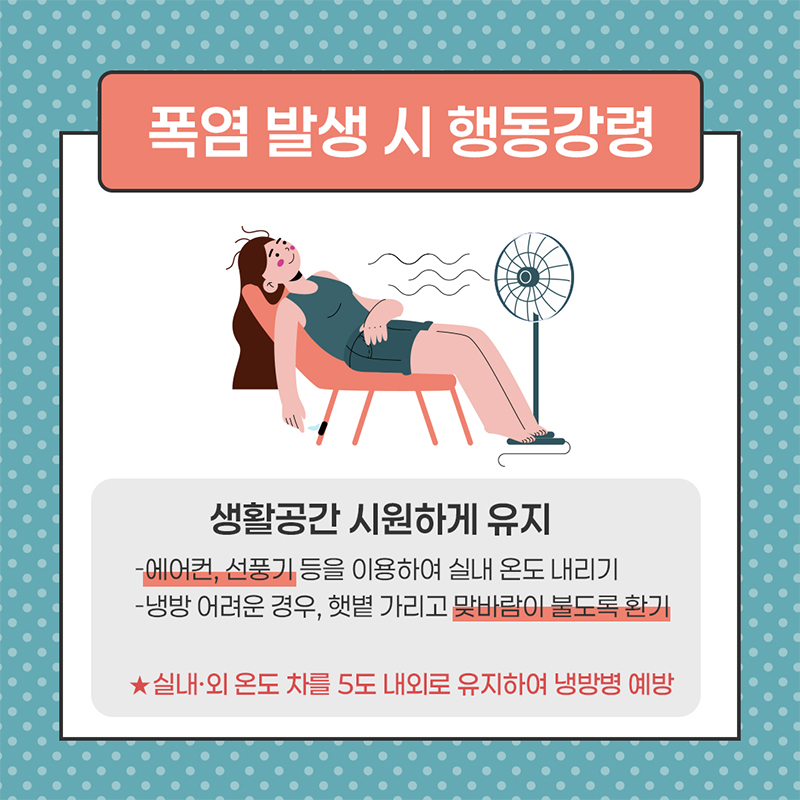 폭염 발생 시 행동강령
생활공간 시원하게 유지
-에어컨, 선풍기 등을 이용하여 실내 온도 내리기
-냉방 어려운 경우, 햇볕 가리고 맞바람이 불도록 환기
★실내·외 온도 차를 5도 내외로 유지하여 냉방병 예방